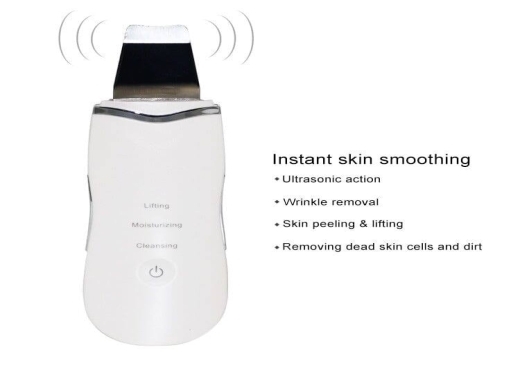 Lifting
Moisturizing
Cleansing
Instant skin smoothing
Ultrasonic action
Wrinkle removal
Skin peeling & lifting
Removing dead skin cells and dirt